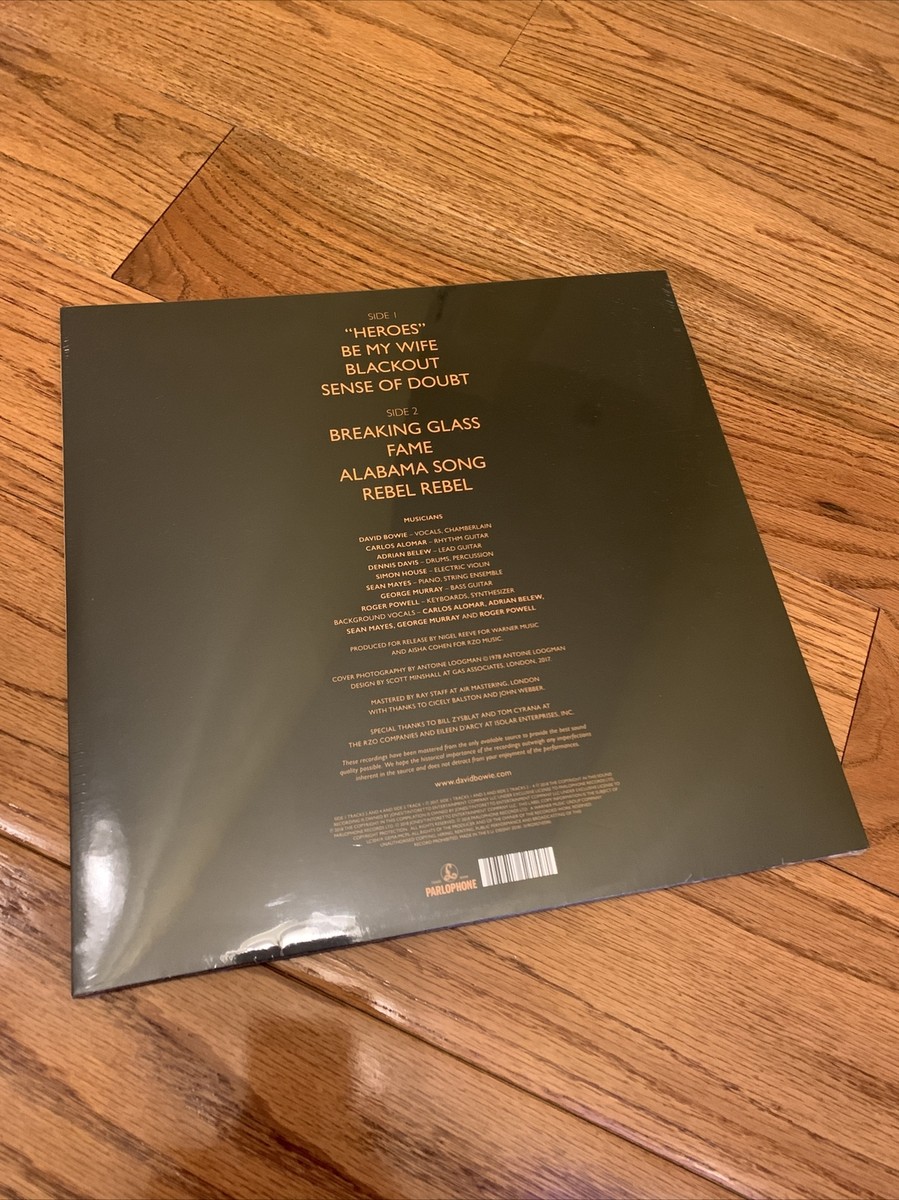 SIDE 1
"HEROES"
BE MY WIFE
BLACKOUT
SENSE OF DOUBT
SIDE 2
BREAKING GLASS
FAME
ALABAMA SONG
REBEL REBEL
MUSICIANS
DAVID BOWIE – VOCALS, CHAMBERLAIN
CARLOS ALOMAR – RHYTHM GUITAR
ADRIAN BELEW – LEAD GUITAR
DENNIS DAVIS – DRUMS, PERCUSSION
SIMON HOUSE – ELECTRIC VIOLIN
SEAN MAYES – PIANO, STRING ENSEMBLE
GEORGE MURRAY – BASS GUITAR
ROGER POWELL – KEYBOARDS, SYNTHESIZER
BACKGROUND VOCALS – CARLOS ALOMAR, ADRIAN BELEW,
SEAN MAYES, GEORGE MURRAY AND ROGER POWELL
PRODUCED FOR RELEASE BY NIGEL REEVE FOR WARNER MUSIC
AND AISHA COHEN FOR RZO MUSIC.
COVER PHOTOGRAPHY BY ANTOINE LOOGMAN ©1978 ANTOINE LOOGMAN
DESIGN BY SCOTT MINSHALL AT GAS ASSOCIATES, LONDON, 2017.
MASTERED BY RAY STAFF AT AIR MASTERING, LONDON
WITH THANKS TO CICELY BALSTON AND JOHN WEBBER.
SPECIAL THANKS TO BILL ZYSBLAT AND TOM CYRANA AT
THE RZO COMPANIES AND EILEEN D'ARCY AT ISOLAR ENTERPRISES, INC.
These recordings have been mastered from the only available source to provide the best sound
quality possible. We hope the historical importance of the recordings outweigh any imperfections
inherent in the source and does not detract from your enjoyment of the performances.
www.davidbowie.com
PARLOPHONE